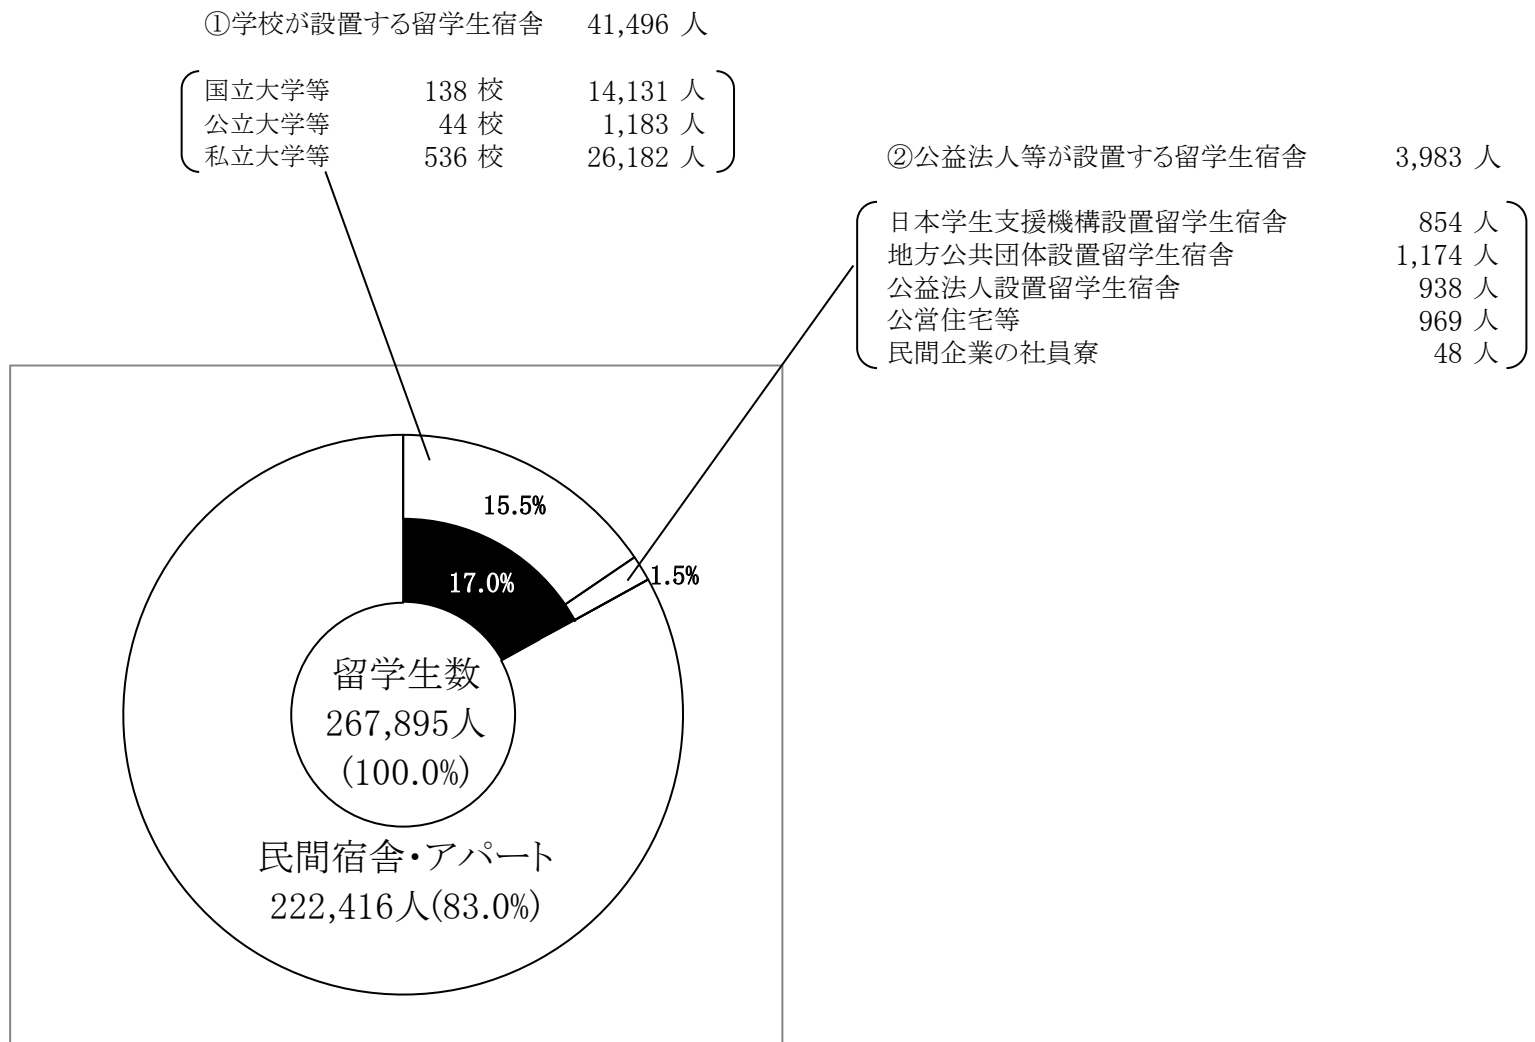 ①学校が設置する留学生宿舎 41,496 人
国立大学等 138 校 14,131 人
公立大学等 44 校 1,183 人
私立大学等 536 校 26,182 人
②公益法人等が設置する留学生宿舎 3,983 人
日本学生支援機構設置留学生宿舎 854 人
地方公共団体設置留学生宿舎 1,174 人
公益法人設置留学生宿舎 938 人
公営住宅等 969 人
民間企業の社員寮 48 人
15.5%
1.5%
17.0%
留学生数
267,895人
(100.0%)
民間宿舎・アパート
222,416人(83.0%)